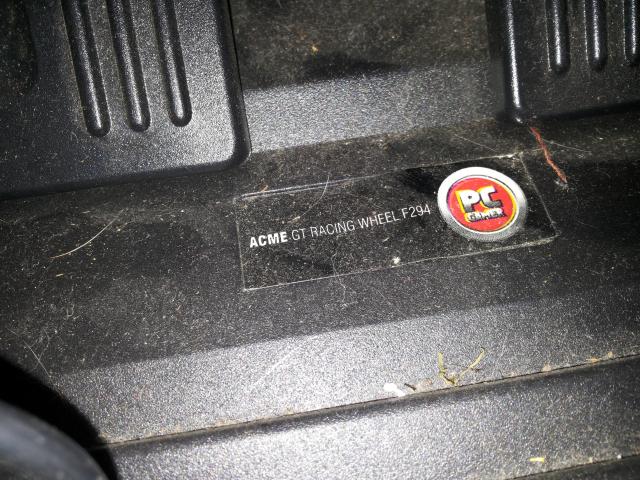 ACME GT RACING WHEEL F294
PC
GAMER